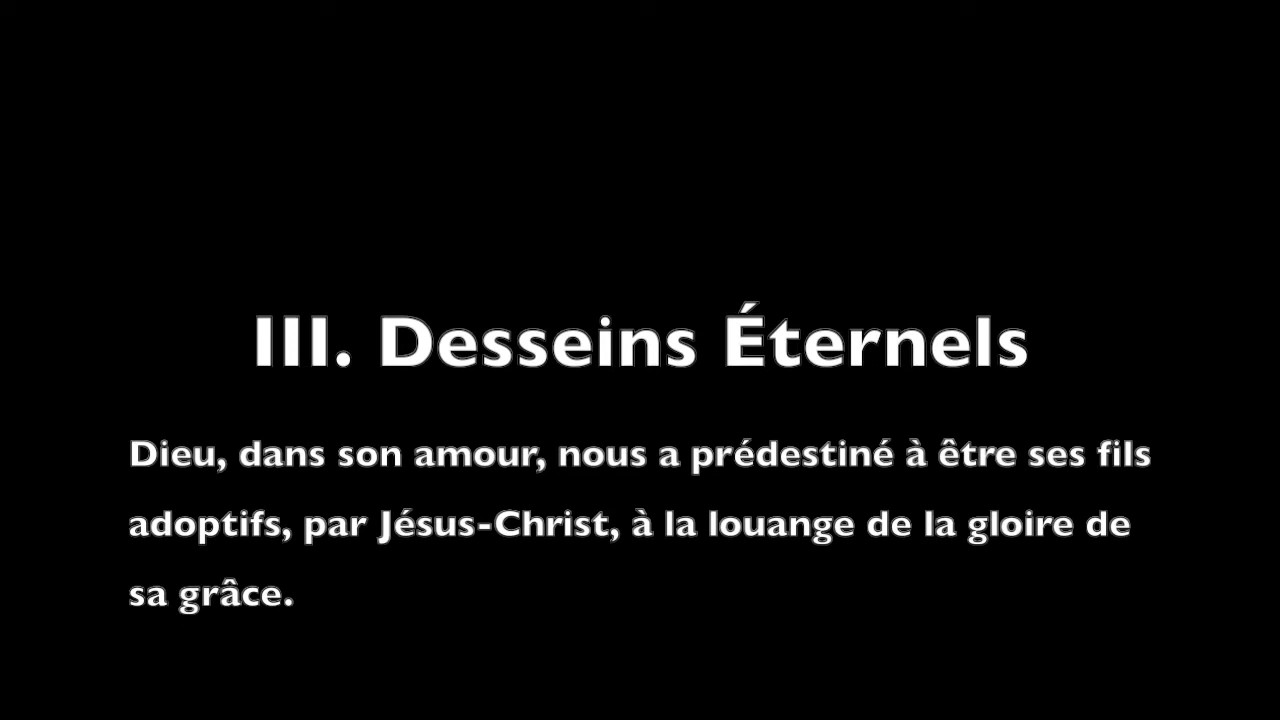 III. Desseins Éternels
Dieu, dans son amour, nous a prédestiné à être ses fils
adoptifs, par Jésus-Christ, à la louange de la gloire de
sa grâce.